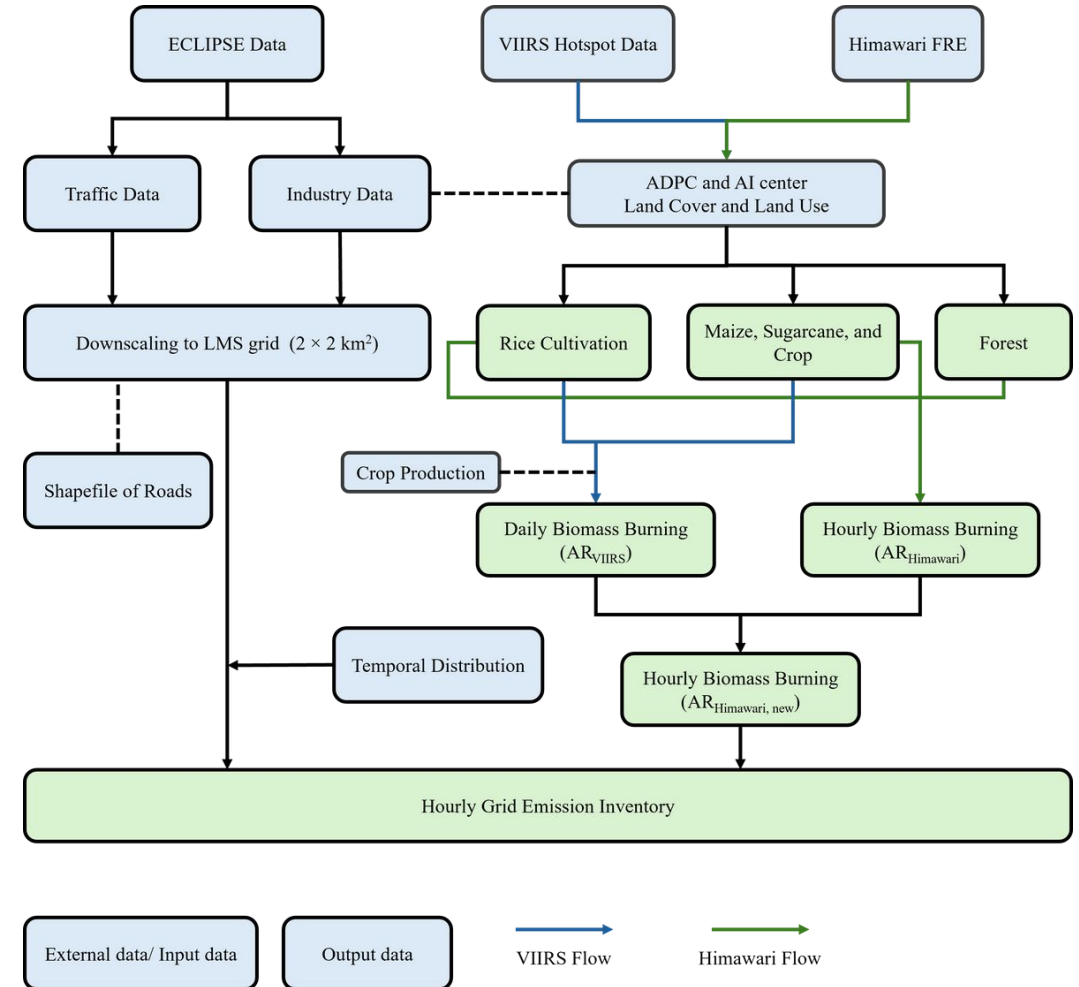 ECLIPSE Data
VIIRS Hotspot Data
Himawari FRE
Traffic Data
Industry Data
ADPC and AI center
Land Cover and Land Use
Downscaling to LMS grid (2 × 2 km²)
Rice Cultivation
Maize, Sugarcane, and
Crop
Forest
Crop Production
Shapefile of Roads
Daily Biomass Burning
(AR_VIIRS)
Hourly Biomass Burning
(AR_Himawari)
Temporal Distribution
Hourly Biomass Burning
(AR_Himawari, new)
Hourly Grid Emission Inventory
External data/ Input data
Output data
VIIRS Flow
Himawari Flow